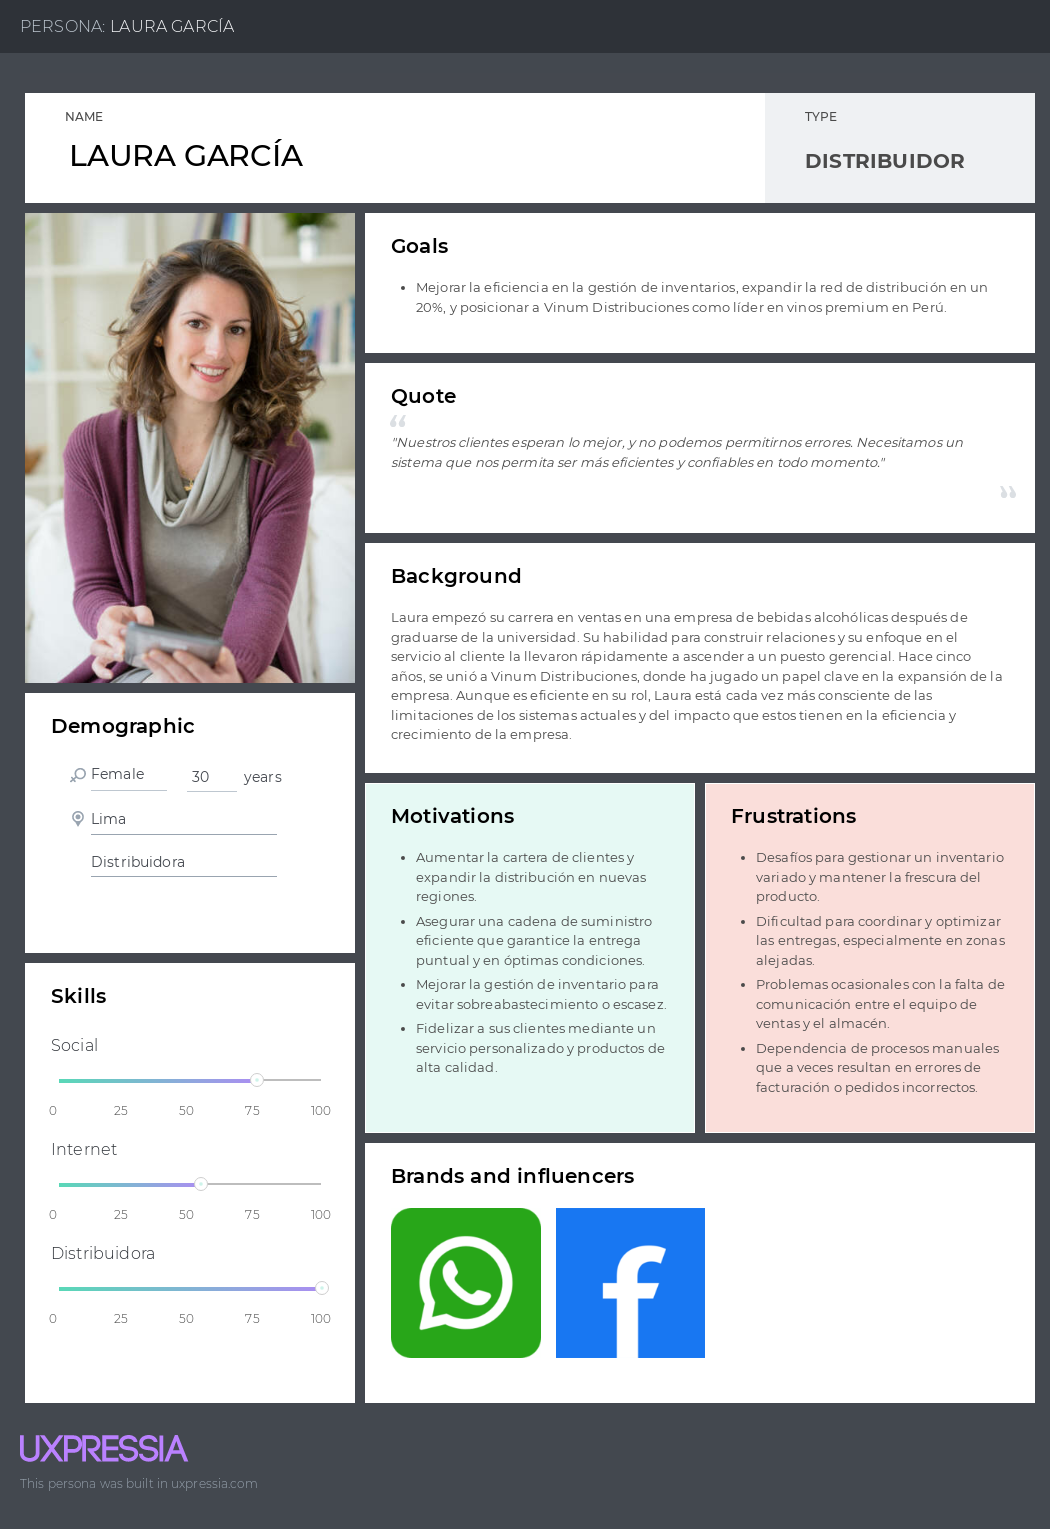 PERSONA: LAURA GARCÍA
NAME
LAURA GARCÍA
TYPE
DISTRIBUIDOR
Goals
• Mejorar la eficiencia en la gestión de inventarios, expandir la red de distribución en un
20%, y posicionar a Vinum Distribuciones como líder en vinos premium en Perú.
Quote
“
"Nuestros clientes esperan lo mejor, y no podemos permitirnos errores. Necesitamos un
sistema que nos permita ser más eficientes y confiables en todo momento."
”
Background
Laura empezó su carrera en ventas en una empresa de bebidas alcohólicas después de
graduarse de la universidad. Su habilidad para construir relaciones y su enfoque en el
servicio al cliente la llevaron rápidamente a ascender a un puesto gerencial. Hace cinco
años, se unió a Vinum Distribuciones, donde ha jugado un papel clave en la expansión de la
empresa. Aunque es eficiente en su rol, Laura está cada vez más consciente de las
limitaciones de los sistemas actuales y del impacto que estos tienen en la eficiencia y
crecimiento de la empresa.
Demographic
Female 30 years
Lima
Distribuidora
Skills
Social
0 25 50 75 100
Internet
0 25 50 75 100
Distribuidora
0 25 50 75 100
Motivations
• Aumentar la cartera de clientes y
expandir la distribución en nuevas
regiones.
• Asegurar una cadena de suministro
eficiente que garantice la entrega
puntual y en óptimas condiciones.
• Mejorar la gestión de inventario para
evitar sobreabastecimiento o escasez.
• Fidelizar a sus clientes mediante un
servicio personalizado y productos de
alta calidad.
Frustrations
• Desafíos para gestionar un inventario
variado y mantener la frescura del
producto.
• Dificultad para coordinar y optimizar
las entregas, especialmente en zonas
alejadas.
• Problemas ocasionales con la falta de
comunicación entre el equipo de
ventas y el almacén.
• Dependencia de procesos manuales
que a veces resultan en errores de
facturación o pedidos incorrectos.
Brands and influencers
f
UXPRESSIA
This persona was built in uxpressia.com